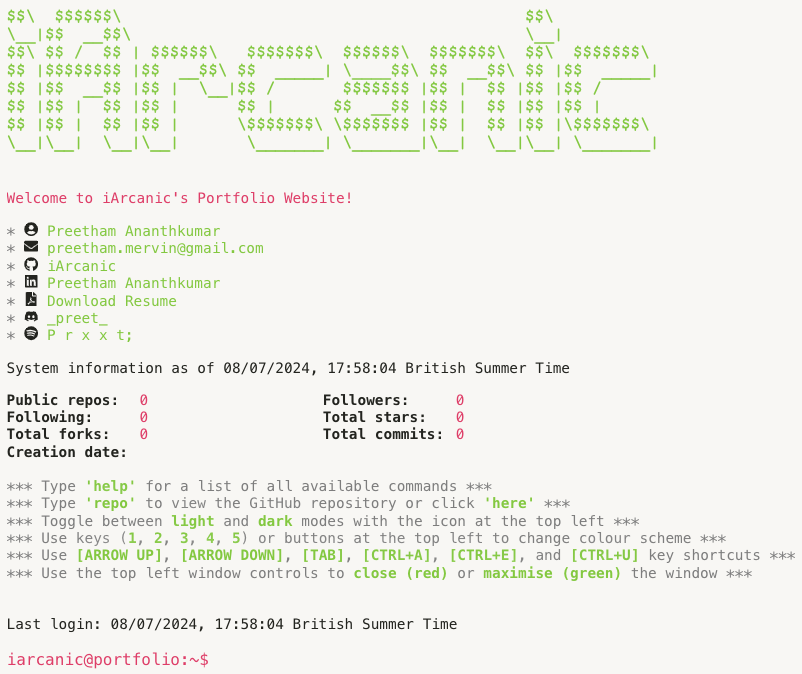 $$\  $$$$$$\                                               $$\
\__|$$  __$$\                                              \__|
$$\ $$ /  $$ | $$$$$$\   $$$$$$$\  $$$$$$\  $$$$$$$\  $$\  $$$$$$$\
$$ |$$$$$$$$ |$$  __$$\ $$  _____| \____$$\ $$  __$$\ $$ |$$  _____|
$$ |$$  __$$ |$$ |  \__|$$ /        $$$$$$$ |$$ |  $$ |$$ |$$ /
$$ |$$ |  $$ |$$ |      $$ |      $$  __$$ |$$ |  $$ |$$ |$$ |
$$ |$$ |  $$ |$$ |      \$$$$$$$\ \$$$$$$$ |$$ |  $$ |$$ |\$$$$$$$\
\__|\__|  \__|\__|       \_______| \_______|\__|  \__|\__| \_______|
Welcome to iArcanic's Portfolio Website!
* Preetham Ananthkumar
* preetham.mervin@gmail.com
* iArcanic
* Preetham Ananthkumar
* Download Resume
* _preet_
* P r x x t;
System information as of 08/07/2024, 17:58:04 British Summer Time
Public repos: 0 Followers: 0
Following: 0 Total stars: 0
Total forks: 0 Total commits: 0
Creation date:
*** Type 'help' for a list of all available commands ***
*** Type 'repo' to view the GitHub repository or click 'here' ***
*** Toggle between light and dark modes with the icon at the top left ***
*** Use keys (1, 2, 3, 4, 5) or buttons at the top left to change colour scheme ***
*** Use [ARROW UP], [ARROW DOWN], [TAB], [CTRL+A], [CTRL+E], and [CTRL+U] key shortcuts ***
*** Use the top left window controls to close (red) or maximise (green) the window ***
Last login: 08/07/2024, 17:58:04 British Summer Time
iarcanic@portfolio:~$